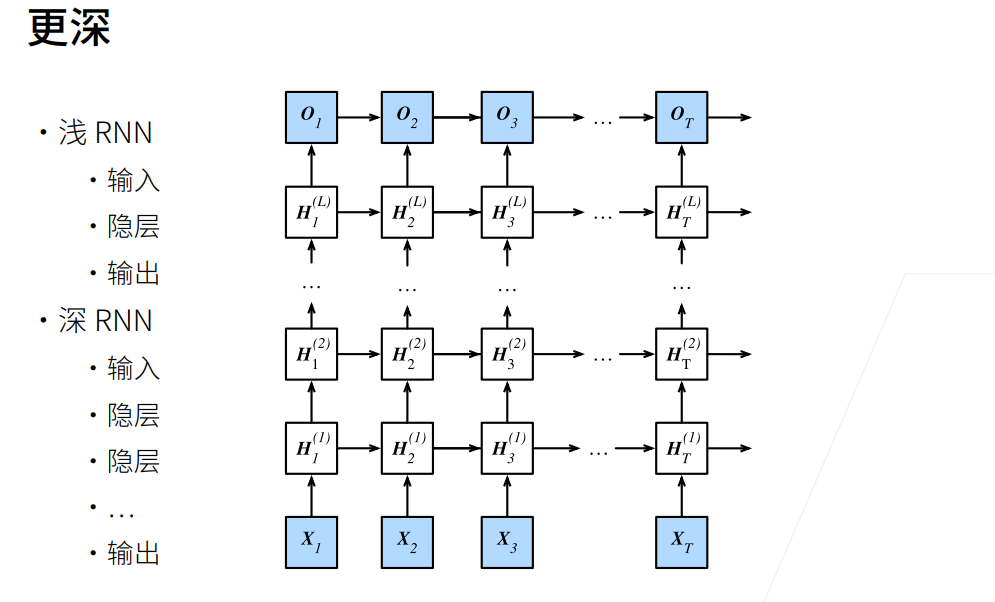 更深
• 浅 RNN
• 输入
• 隐层
• 输出
• 深 RNN
• 输入
• 隐层
• 隐层
• …
• 输出
O_1 O_2 O_3 … O_T
H_1^(L) H_2^(L) H_3^(L) … H_T^(L)
… … … …
H_1^(2) H_2^(2) H_3^(2) … H_T^(2)
H_1^(1) H_2^(1) H_3^(1) … H_T^(1)
X_1 X_2 X_3 X_T